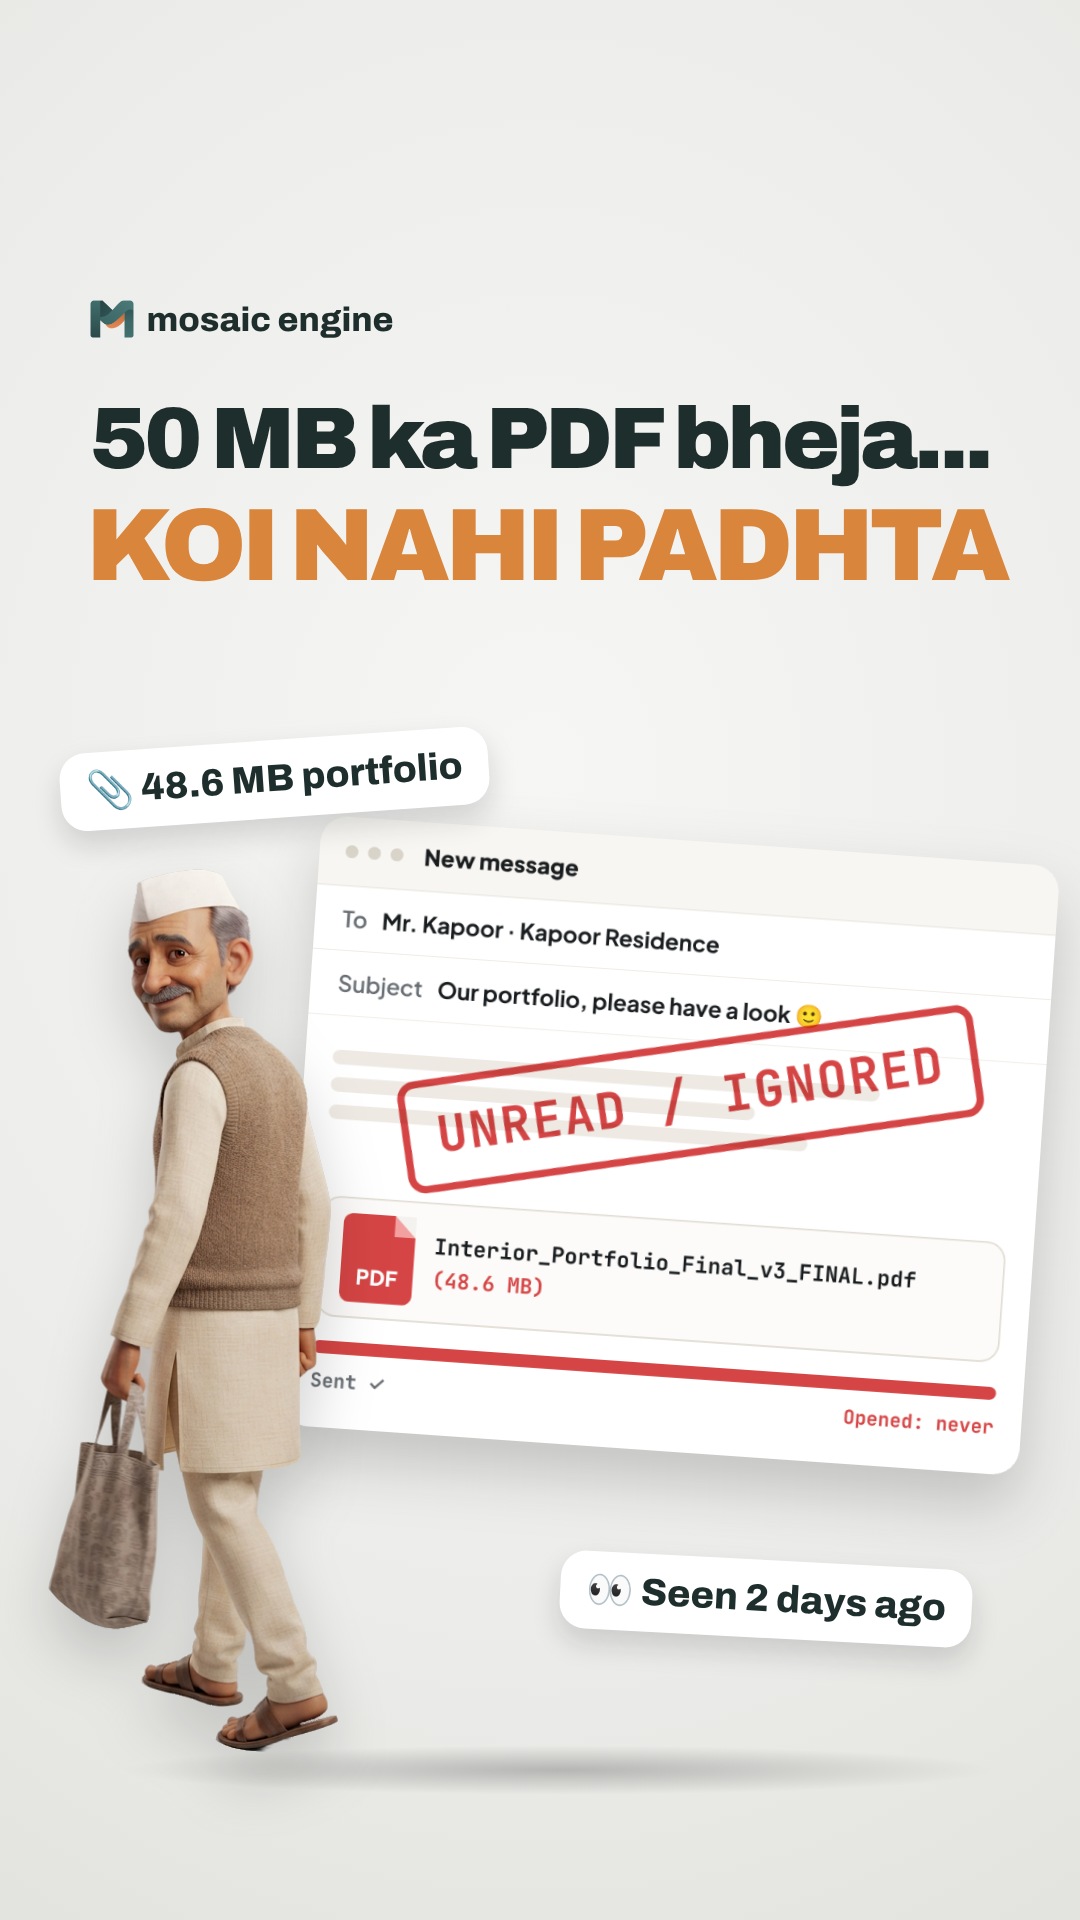 mosaic engine
50 MB ka PDF bheja...
KOI NAHI PADHTA
📎 48.6 MB portfolio
New message
To Mr. Kapoor · Kapoor Residence
Subject Our portfolio, please have a look 🙂
UNREAD / IGNORED
PDF
Interior_Portfolio_Final_v3_FINAL.pdf
(48.6 MB)
Sent ✓
Opened: never
👀 Seen 2 days ago